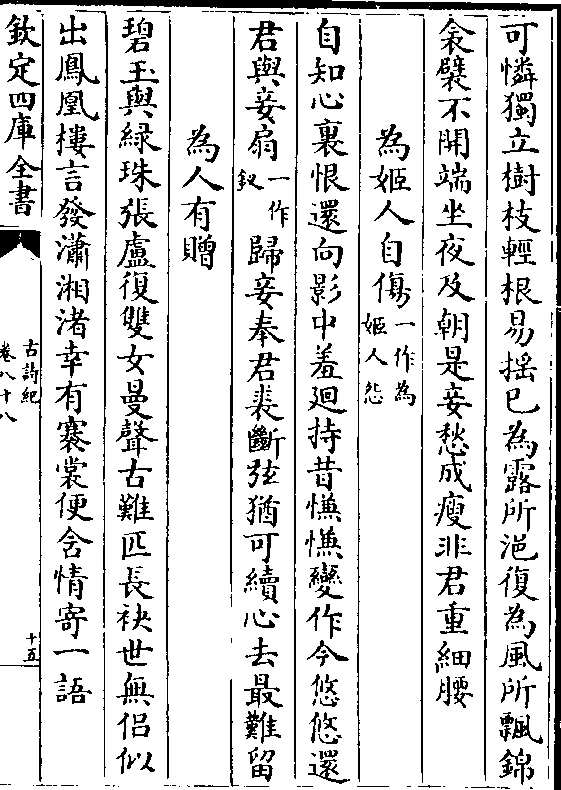 可憐獨立樹枝輕根易揺已為露所浥復為風所飄錦
衾襞不開端坐夜及朝是妾愁成瘦非君重細腰
為姬人自傷一作為姬人怨
自知心裏恨還向影中羞廻持昔慊慊變作今悠悠還
君與妾扇一作釵歸妾奉君裘斷弦猶可續心去最難留
為人有贈
碧玉與緑珠張盧復雙女曼聲古難匹長袂世無侣似
出鳳凰樓言發瀟湘渚幸有褰裳便含情寄一語
欽定四庫全書
古詩紀
卷八十八
十五